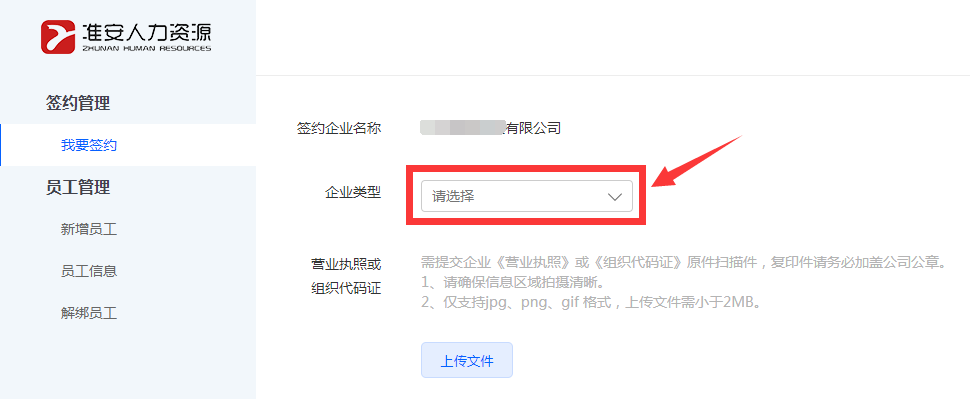 准安人力资源
ZHUNAN HUMAN RESOURCES
签约管理
我要签约
员工管理
新增员工
员工信息
解绑员工
签约企业名称
有限公司
企业类型
请选择
营业执照或
组织代码证
需提交企业《营业执照》或《组织代码证》原件扫描件，复印件请务必加盖公司公章。
1、请确保信息区域拍摄清晰。
2、仅支持jpg、png、gif 格式，上传文件需小于2MB。
上传文件